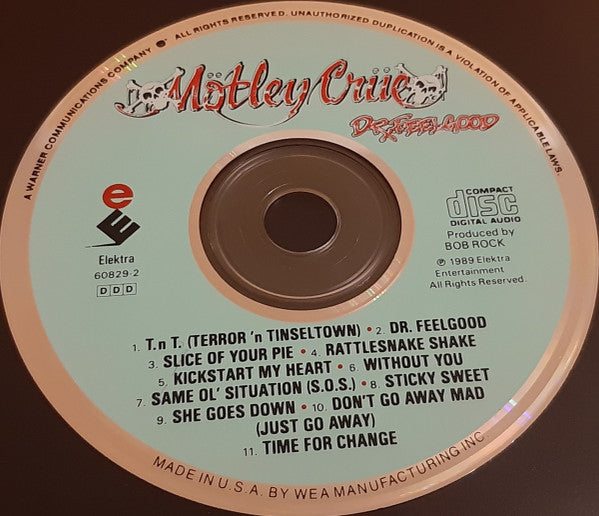 A WARNER COMMUNICATIONS COMPANY ALL RIGHTS RESERVED. UNAUTHORIZED DUPLICATION IS A VIOLATION OF APPLICABLE LAWS.
Mötley Crüe
DR. FEELGOOD
e
E
Elektra
60829-2
DDD
COMPACT
disc
DIGITAL AUDIO
Produced by
BOB ROCK
℗ 1989 Elektra
Entertainment
All Rights Reserved.
1. T.n T. (TERROR 'n TINSELTOWN) • 2. DR. FEELGOOD
3. SLICE OF YOUR PIE • 4. RATTLESNAKE SHAKE
5. KICKSTART MY HEART • 6. WITHOUT YOU
7. SAME OL' SITUATION (S.O.S.) • 8. STICKY SWEET
9. SHE GOES DOWN • 10. DON'T GO AWAY MAD
(JUST GO AWAY)
11. TIME FOR CHANGE
MADE IN U.S.A. BY WEA MANUFACTURING INC